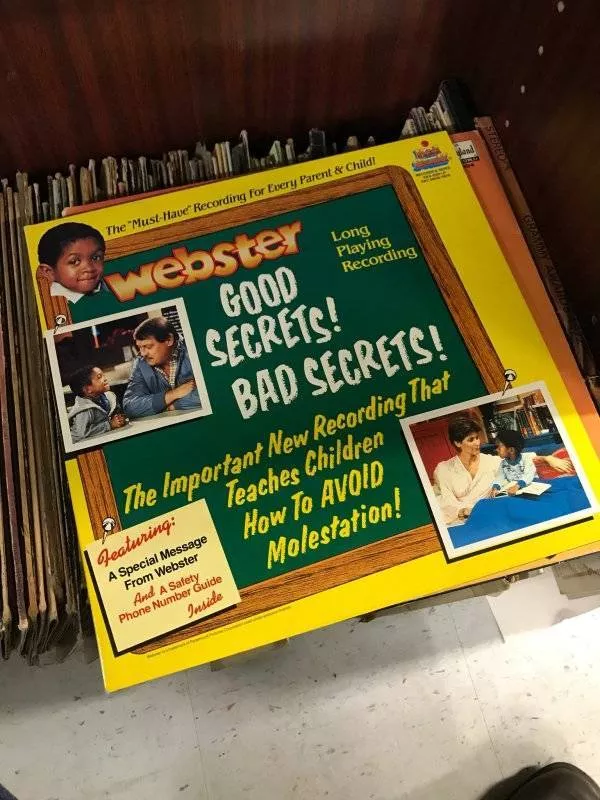 The "Must-Have" Recording For Every Parent & Child!
webster
Long
Playing
Recording
GOOD
SECRETS!
BAD SECRETS!
The Important New Recording That
Teaches Children
How To AVOID
Molestation!
Featuring:
A Special Message
From Webster
And A Safety
Phone Number Guide
Inside
STEREO